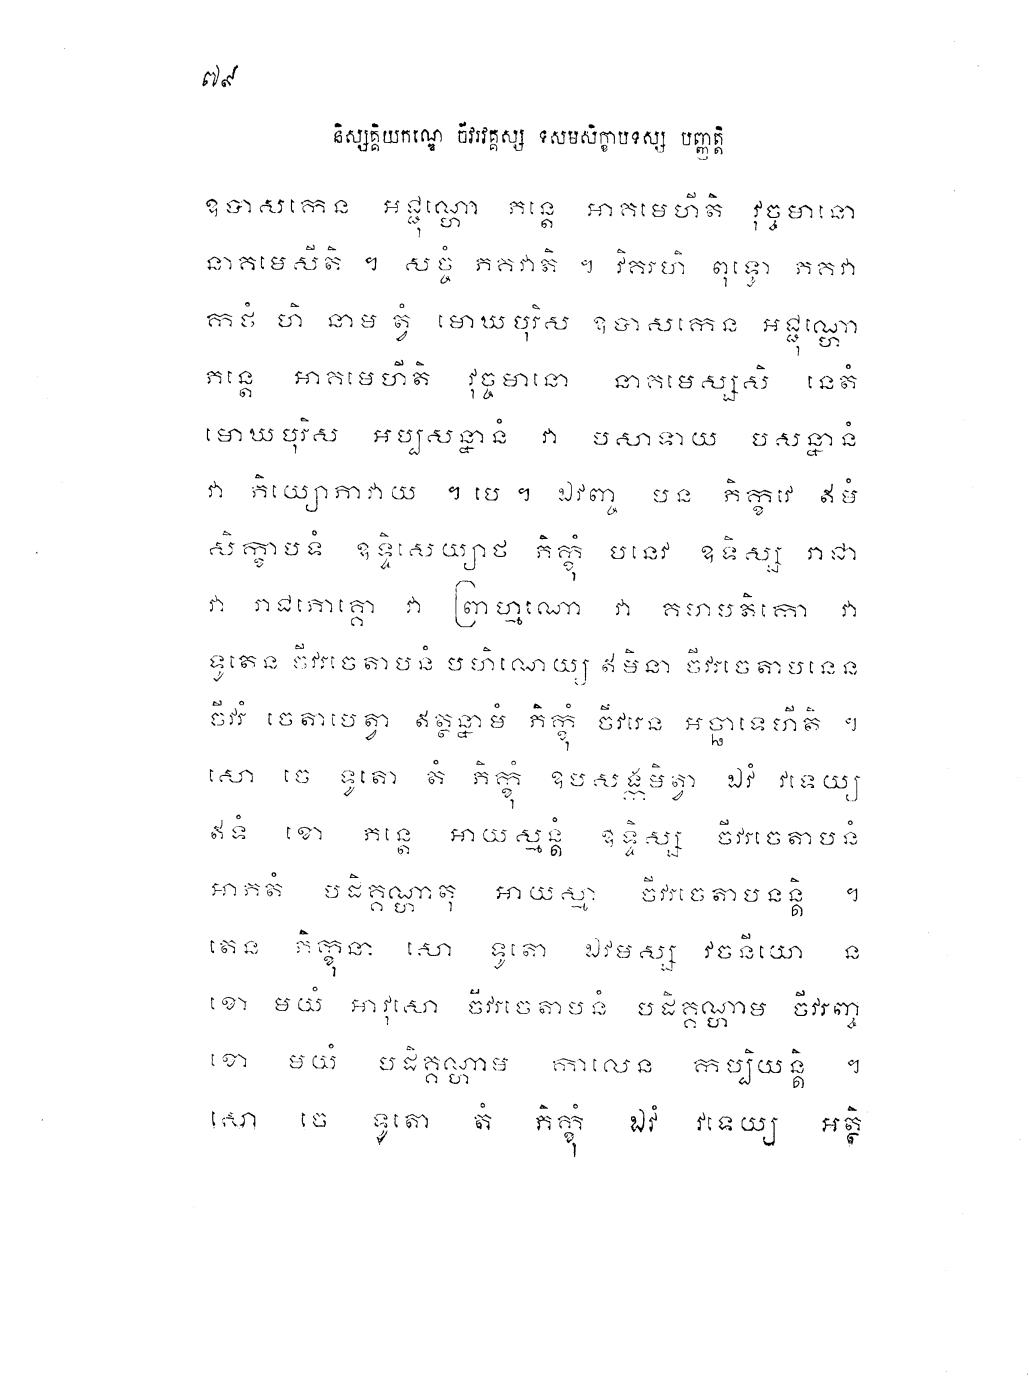 ៧៩
និស្សគ្គិយកណ្ឌេ ចីវរវគ្គស្ស ទសមសិក្ខាបទស្ស បញ្ញត្តិ
ឧបាសកេន អជ្ជុណ្ហោ ភន្តេ អាគមេហីតិ វុច្ចមានោ
នាគមេសីតិ ។ សច្ចំ ភគវាតិ ។ វិគរហិ ពុទ្ធោ ភគវា
កថំ ហិ នាម ត្វំ មោឃបុរិស ឧបាសកេន អជ្ជុណ្ហោ
ភន្តេ អាគមេហីតិ វុច្ចមានោ នាគមេស្សសិ នេតំ
មោឃបុរិស អប្បសន្នានំ វា បសាទាយ បសន្នានំ
វា ភិយ្យោភាវាយ ។ បេ ។ ឯវញ្ច បន ភិក្ខវេ ឥមំ
សិក្ខាបទំ ឧទ្ទិសេយ្យាថ ភិក្ខុំ បនេវ ឧទិស្ស រាជា
វា រាជភោគ្គោ វា ព្រាហ្មណោ វា គហបតិកោ វា
ទូតេន ចីវរចេតាបនំ បហិណេយ្យ ឥមិនា ចីវរចេតាបនេន
ចីវរំ ចេតាបេត្វា ឥត្ថន្នាមំ ភិក្ខុំ ចីវរេន អច្ឆាទេហីតិ ។
សោ ចេ ទូតោ តំ ភិក្ខុំ ឧបសង្កមិត្វា ឯវំ វទេយ្យ
ឥទំ ខោ ភន្តេ អាយស្មន្តំ ឧទ្ទិស្ស ចីវរចេតាបនំ
អាភតំ បដិគ្គណ្ហាតុ អាយស្មា ចីវរចេតាបនន្តិ ។
តេន ភិក្ខុនា សោ ទូតោ ឯវមស្ស វចនីយោ ន
ខោ មយំ អាវុសោ ចីវរចេតាបនំ បដិគ្គណ្ហាម ចីវរញ្ច
ខោ មយំ បដិគ្គណ្ហាម កាលេន កប្បិយន្តិ ។
សោ ចេ ទូតោ តំ ភិក្ខុំ ឯវំ វទេយ្យ អត្ថិ